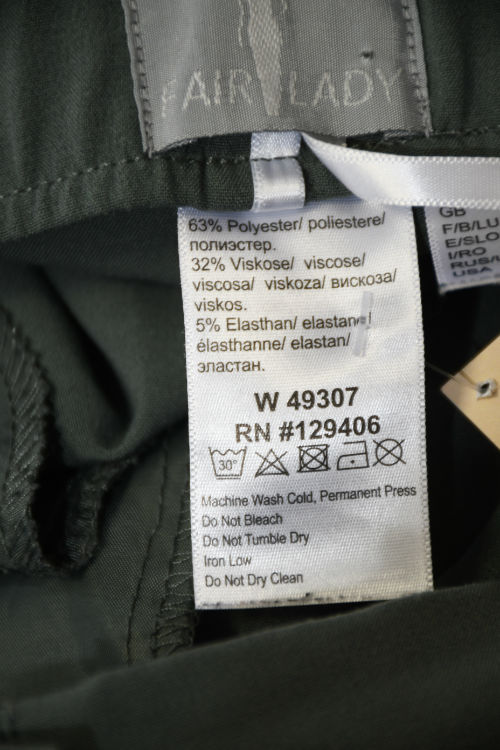 FAIR LADY
63% Polyester/ poliestere/
полиэстер.
32% Viskose/ viscose/
viscosa/ viskoza/ вискоза/
viskos.
5% Elasthan/ elastane/
élasthanne/ elastan/
эластан.
W 49307
RN #129406
30°
Machine Wash Cold, Permanent Press
Do Not Bleach
Do Not Tumble Dry
Iron Low
Do Not Dry Clean
GB
F/B/LU
E/SLO
I/RO
RUS/
USA